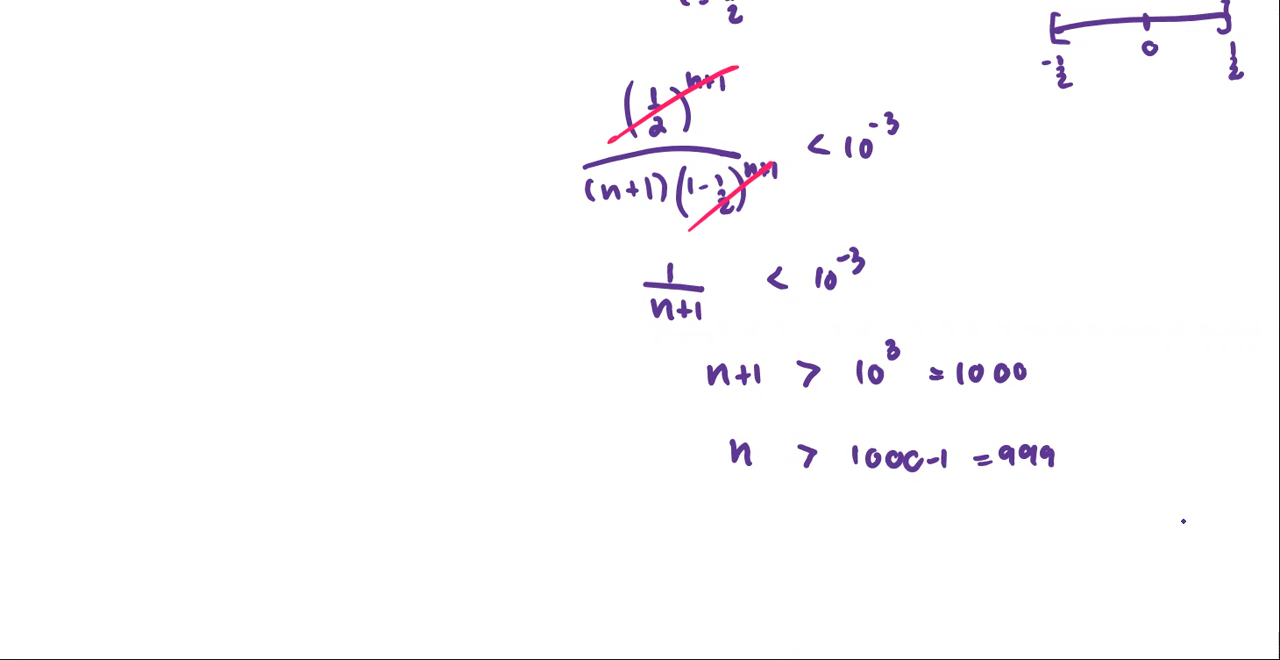 2
-1/2 0 1/2
(1/2)^(n+1) / (n+1)(1-1/2)^(n+1) < 10^-3
1/(n+1) < 10^-3
n+1 > 10^3 = 1000
n > 1000-1 = 999